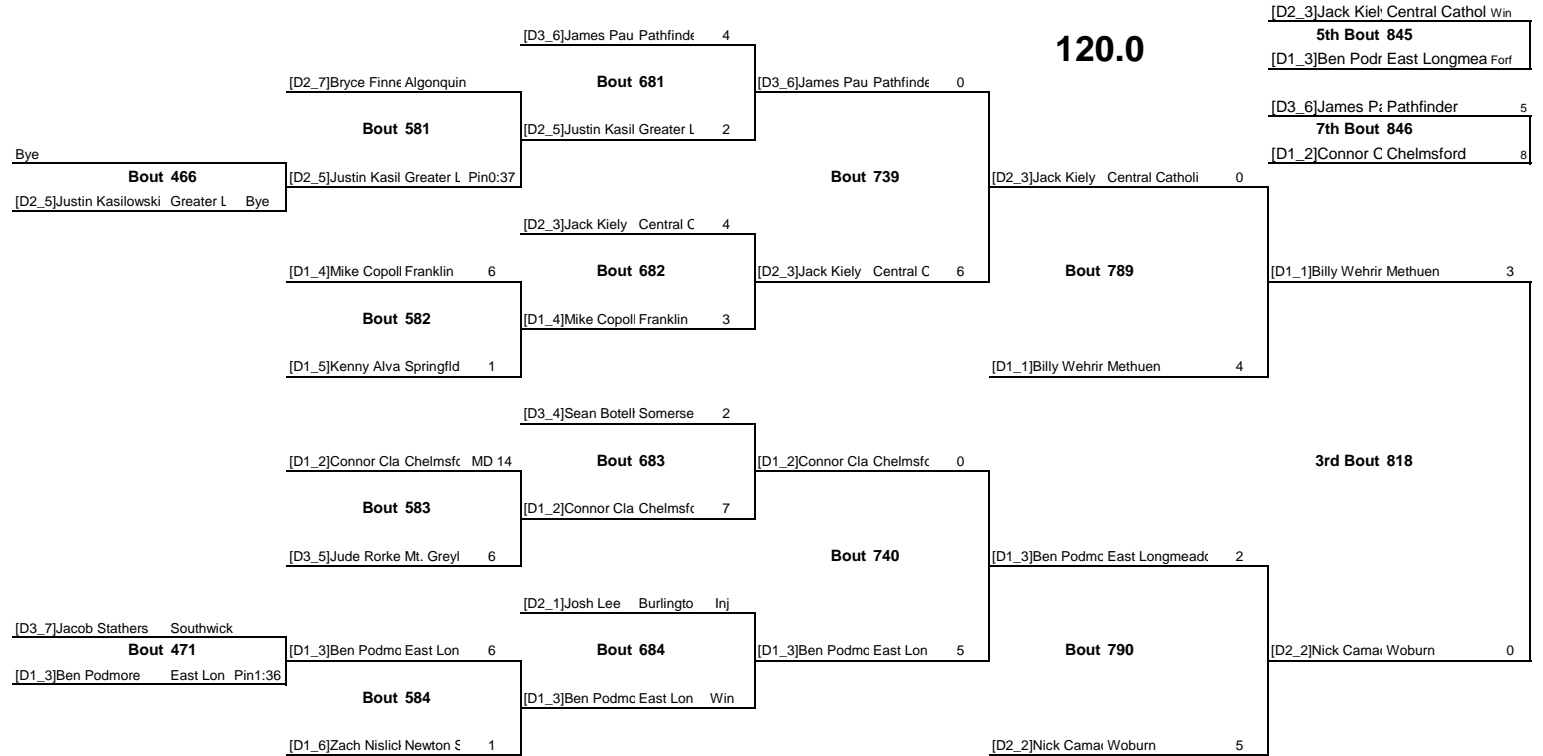 [D2_3]Jack Kiel Central Cathol Win
[D3_6]James Pau Pathfinde 4
5th Bout 845
120.0
[D1_3]Ben Podr East Longmea Forf
[D2_7]Bryce Finne Algonquin
Bout 681
[D3_6]James Pau Pathfinde 0
[D3_6]James Pa Pathfinder 5
Bout 581
[D2_5]Justin Kasil Greater L 2
7th Bout 846
Bye
[D1_2]Connor C Chelmsford 8
Bout 466
[D2_5]Justin Kasil Greater L Pin0:37
Bout 739
[D2_3]Jack Kiely Central Catholi 0
[D2_5]Justin Kasilowski Greater L Bye
[D2_3]Jack Kiely Central C 4
[D1_4]Mike Copoll Franklin 6
Bout 682
[D2_3]Jack Kiely Central C 6
Bout 789
[D1_1]Billy Wehrir Methuen 3
Bout 582
[D1_4]Mike Copoll Franklin 3
[D1_5]Kenny Alva Springfld 1
[D1_1]Billy Wehrir Methuen 4
[D3_4]Sean Botelh Somerse 2
[D1_2]Connor Cla Chelmsfc MD 14
Bout 683
[D1_2]Connor Cla Chelmsfc 0
3rd Bout 818
Bout 583
[D1_2]Connor Cla Chelmsfc 7
[D3_5]Jude Rorke Mt. Greyl 6
Bout 740
[D1_3]Ben Podmc East Longmeadc 2
[D2_1]Josh Lee Burlingto Inj
[D3_7]Jacob Stathers Southwick
Bout 471
[D1_3]Ben Podmc East Lon 6
Bout 684
[D1_3]Ben Podmc East Lon 5
Bout 790
[D2_2]Nick Camac Woburn 0
[D1_3]Ben Podmore East Lon Pin1:36
Bout 584
[D1_3]Ben Podmc East Lon Win
[D1_6]Zach Nislick Newton S 1
[D2_2]Nick Camac Woburn 5